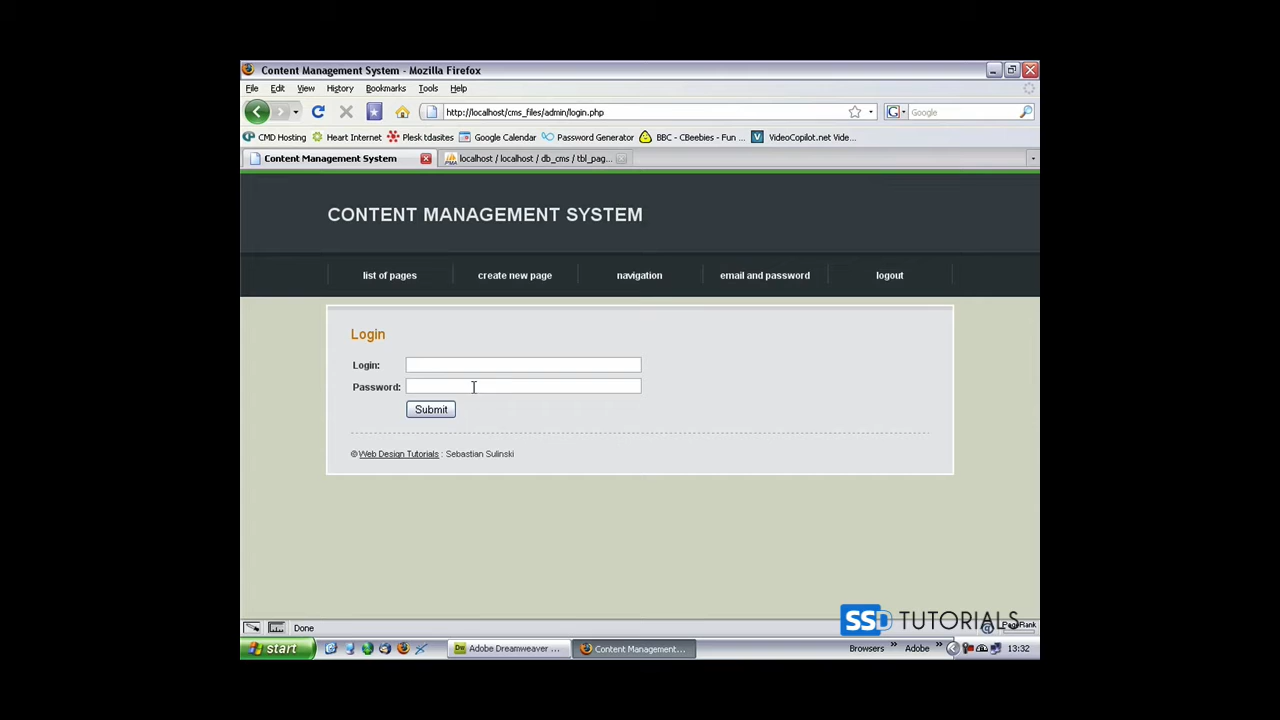 Content Management System - Mozilla Firefox
File Edit View History Bookmarks Tools Help
http://localhost/cms_files/admin/login.php
Google
CMD Hosting Heart Internet Plesk tdasites Google Calendar Password Generator BBC - CBeebies - Fun ... VideoCopilot.net Vide...
Content Management System localhost / localhost / db_cms / tbl_pag...
CONTENT MANAGEMENT SYSTEM
list of pages create new page navigation email and password logout
Login
Login:
Password:
Submit
© Web Design Tutorials : Sebastian Sulinski
SSD TUTORIALS
Done PageRank
start Dw Adobe Dreamweaver ... Content Management... Browsers » Adobe » 13:32